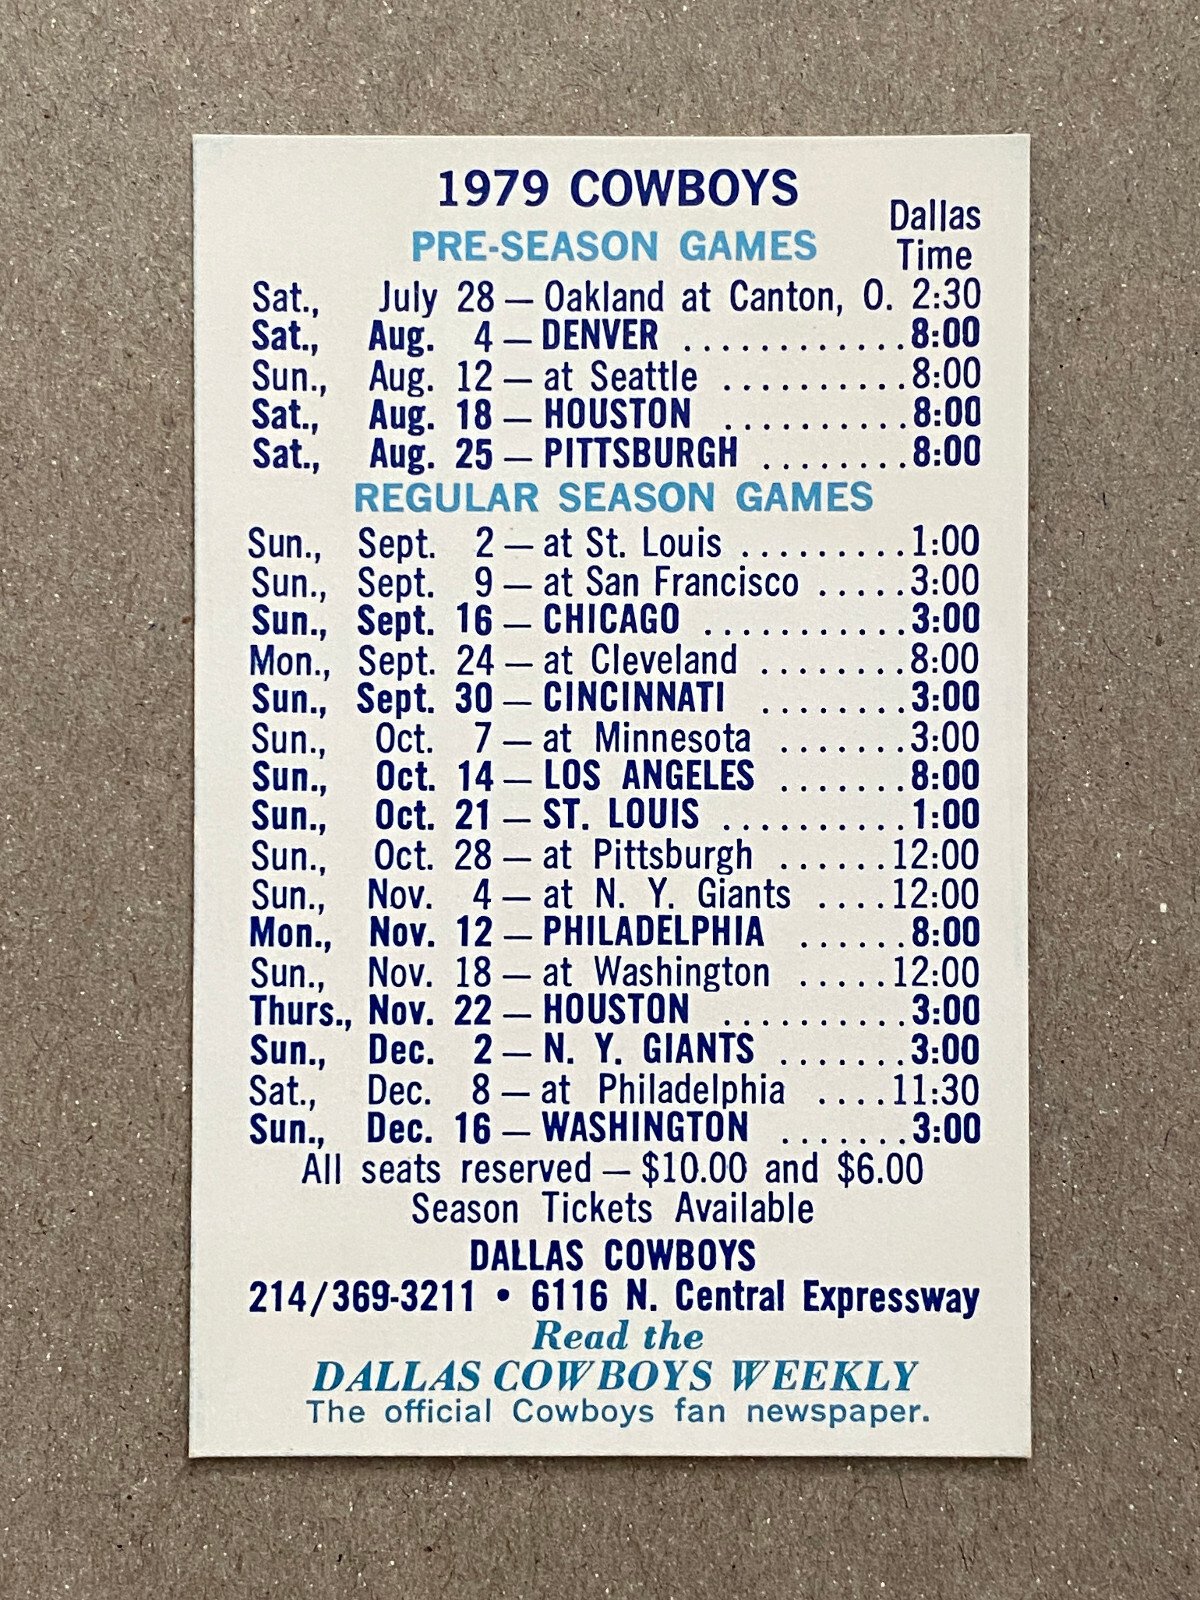 1979 COWBOYS
Dallas
PRE-SEASON GAMES Time
Sat., July 28 — Oakland at Canton, O. 2:30
Sat., Aug. 4 — DENVER ............ 8:00
Sun., Aug. 12 — at Seattle .......... 8:00
Sat., Aug. 18 — HOUSTON .......... 8:00
Sat., Aug. 25 — PITTSBURGH ........ 8:00
REGULAR SEASON GAMES
Sun., Sept. 2 — at St. Louis ......... 1:00
Sun., Sept. 9 — at San Francisco ..... 3:00
Sun., Sept. 16 — CHICAGO ........... 3:00
Mon., Sept. 24 — at Cleveland ........ 8:00
Sun., Sept. 30 — CINCINNATI ........ 3:00
Sun., Oct. 7 — at Minnesota ....... 3:00
Sun., Oct. 14 — LOS ANGELES ....... 8:00
Sun., Oct. 21 — ST. LOUIS .......... 1:00
Sun., Oct. 28 — at Pittsburgh ...... 12:00
Sun., Nov. 4 — at N. Y. Giants .... 12:00
Mon., Nov. 12 — PHILADELPHIA ...... 8:00
Sun., Nov. 18 — at Washington ..... 12:00
Thurs., Nov. 22 — HOUSTON .......... 3:00
Sun., Dec. 2 — N. Y. GIANTS ....... 3:00
Sat., Dec. 8 — at Philadelphia .... 11:30
Sun., Dec. 16 — WASHINGTON ....... 3:00
All seats reserved — $10.00 and $6.00
Season Tickets Available
DALLAS COWBOYS
214/369-3211 • 6116 N. Central Expressway
Read the
DALLAS COWBOYS WEEKLY
The official Cowboys fan newspaper.